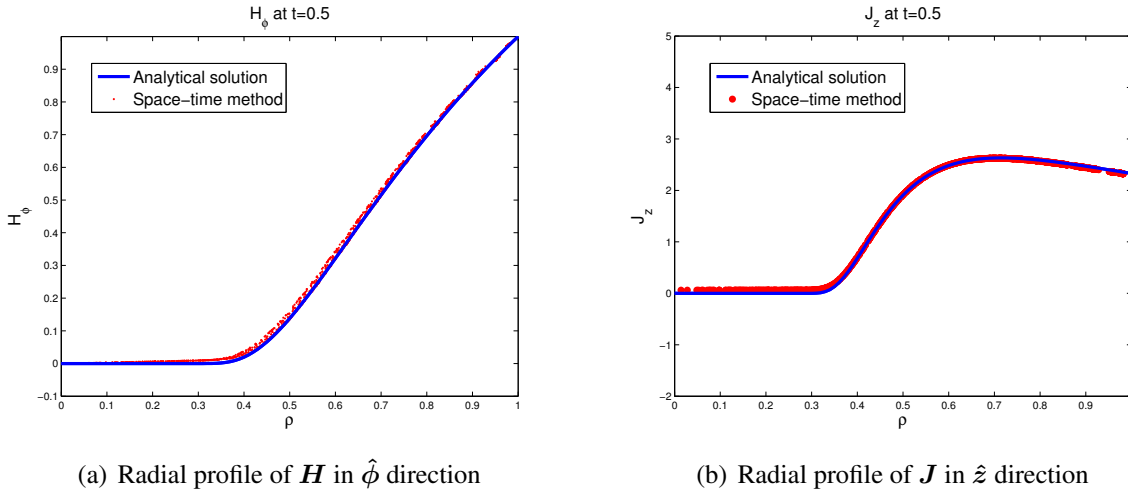 H_ϕ at t=0.5
Analytical solution
Space−time method
H_ϕ
1
0.9
0.8
0.7
0.6
0.5
0.4
0.3
0.2
0.1
0
−0.1
0 0.1 0.2 0.3 0.4 0.5 0.6 0.7 0.8 0.9 1
ρ
(a) Radial profile of H in ϕ̂ direction
J_z at t=0.5
Analytical solution
Space−time method
J_z
5
4
3
2
1
0
−1
−2
0 0.1 0.2 0.3 0.4 0.5 0.6 0.7 0.8 0.9
ρ
(b) Radial profile of J in ẑ direction